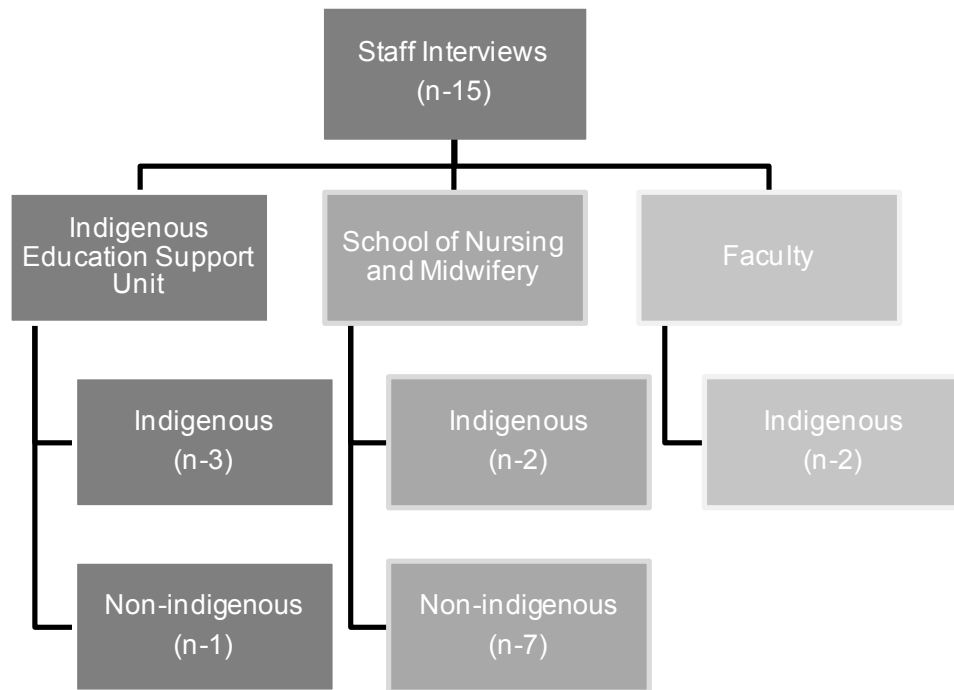 Staff Interviews
(n-15)
Indigenous
Education Support
Unit
School of Nursing
and Midwifery
Faculty
Indigenous
(n-3)
Indigenous
(n-2)
Indigenous
(n-2)
Non-indigenous
(n-1)
Non-indigenous
(n-7)